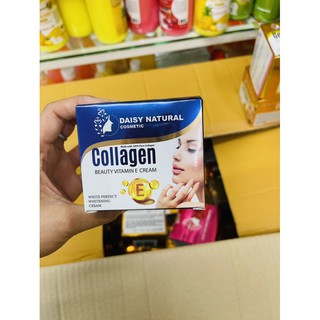 DAISY NATURAL
COSMETIC
Collagen
BEAUTY VITAMIN E CREAM
E
WHITE PERFECT
WHITENING
CREAM